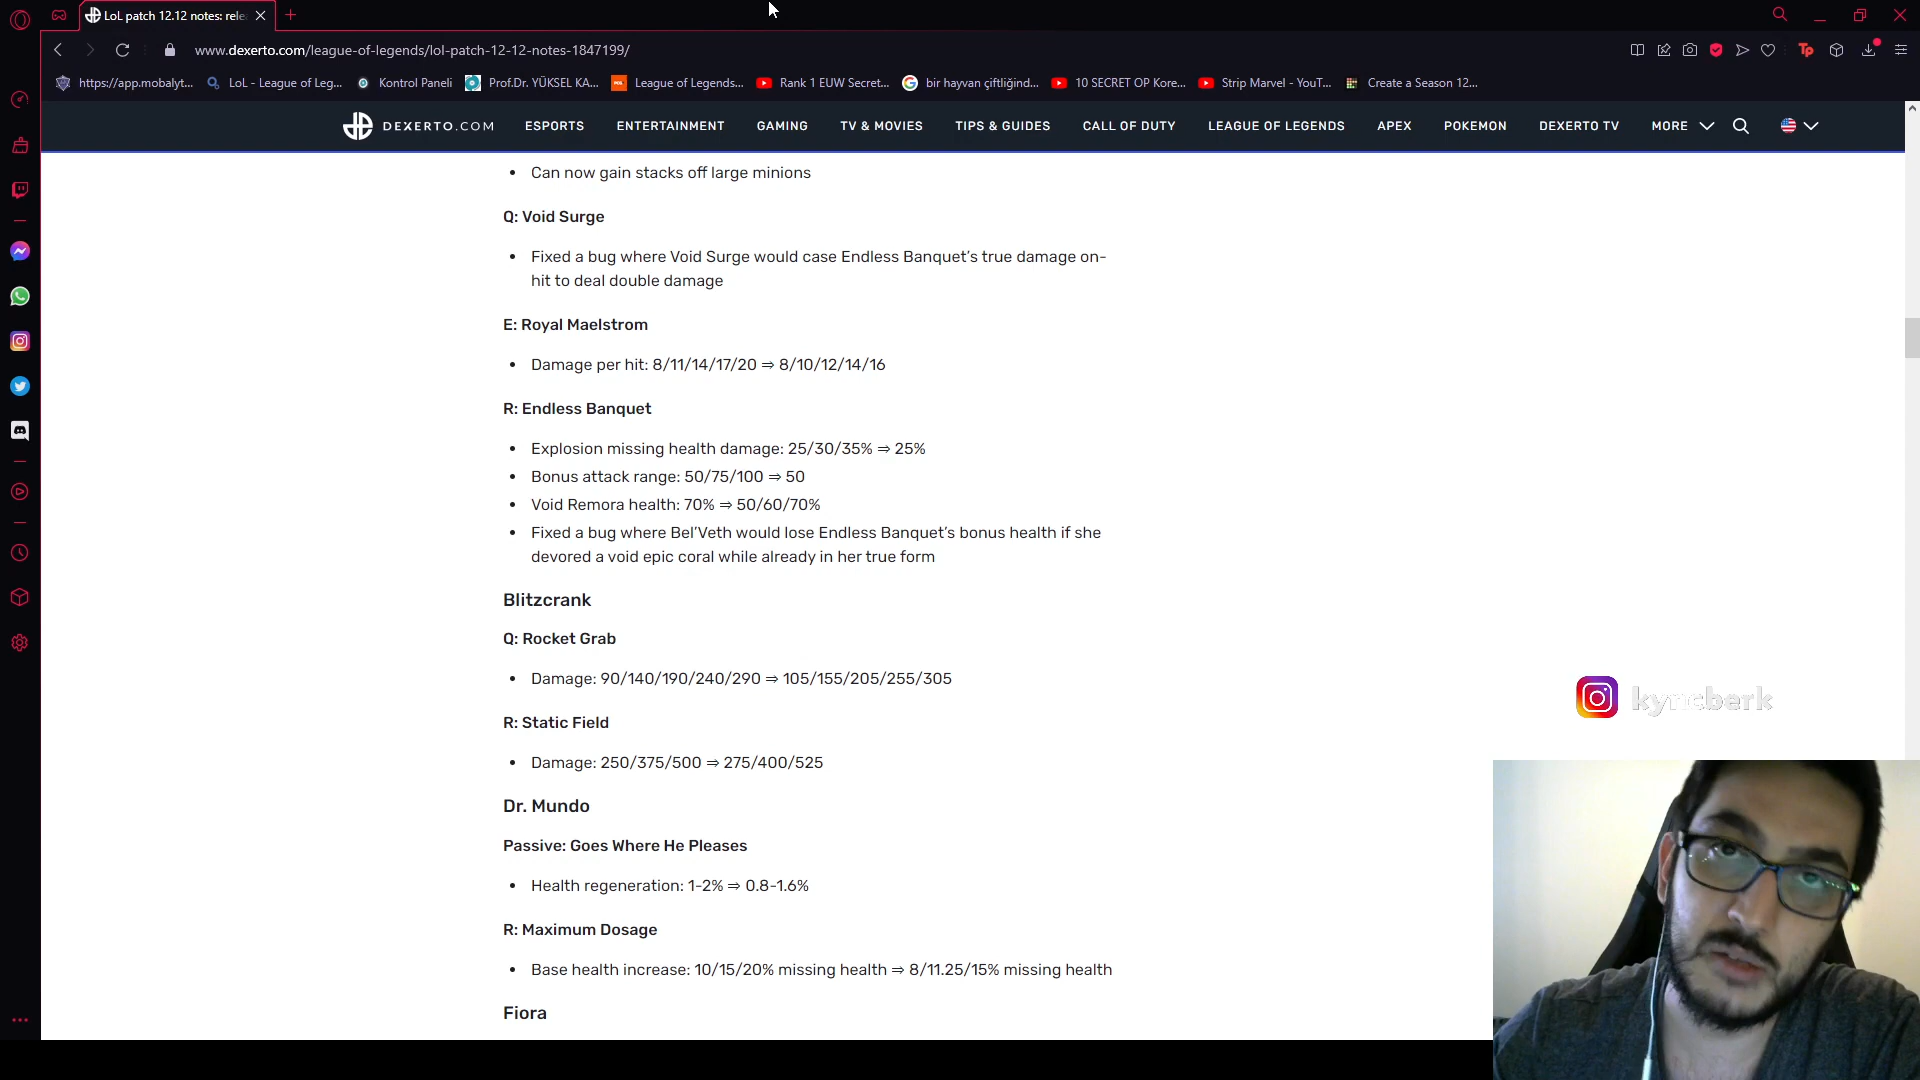 LoL patch 12.12 notes: rele
www.dexerto.com/league-of-legends/lol-patch-12-12-notes-1847199/
https://app.mobalyt... LoL - League of Leg... Kontrol Paneli Prof.Dr. YÜKSEL KA... League of Legends... Rank 1 EUW Secret... bir hayvan çiftliğind... 10 SECRET OP Kore... Strip Marvel - YouT... Create a Season 12...
DEXERTO.COM ESPORTS ENTERTAINMENT GAMING TV & MOVIES TIPS & GUIDES CALL OF DUTY LEAGUE OF LEGENDS APEX POKEMON DEXERTO TV MORE
• Can now gain stacks off large minions
Q: Void Surge
• Fixed a bug where Void Surge would case Endless Banquet’s true damage on-
hit to deal double damage
E: Royal Maelstrom
• Damage per hit: 8/11/14/17/20 ⇒ 8/10/12/14/16
R: Endless Banquet
• Explosion missing health damage: 25/30/35% ⇒ 25%
• Bonus attack range: 50/75/100 ⇒ 50
• Void Remora health: 70% ⇒ 50/60/70%
• Fixed a bug where Bel’Veth would lose Endless Banquet’s bonus health if she
devored a void epic coral while already in her true form
Blitzcrank
Q: Rocket Grab
• Damage: 90/140/190/240/290 ⇒ 105/155/205/255/305
R: Static Field
• Damage: 250/375/500 ⇒ 275/400/525
Dr. Mundo
Passive: Goes Where He Pleases
• Health regeneration: 1-2% ⇒ 0.8-1.6%
R: Maximum Dosage
• Base health increase: 10/15/20% missing health ⇒ 8/11.25/15% missing health
Fiora
Tp